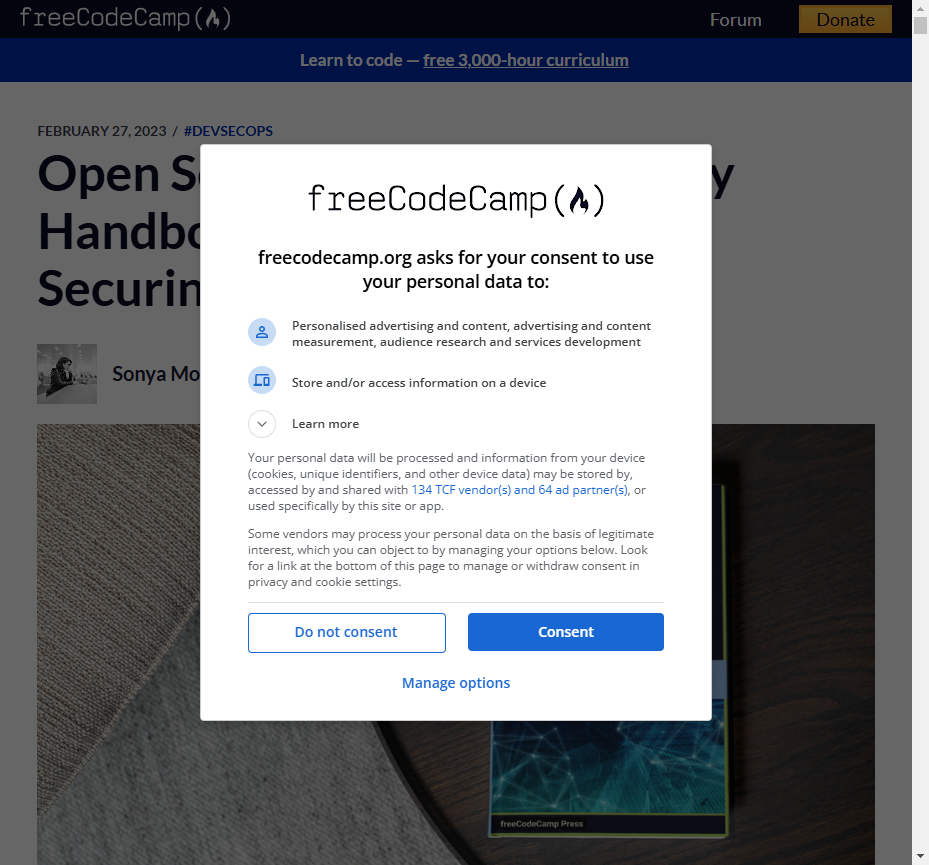 freeCodeCamp(🔥)
Forum
Donate
Learn to code — free 3,000-hour curriculum
FEBRUARY 27, 2023 / #DEVSECOPS
Open
Securin
Sonya
freeCodeCamp(🔥)
freecodecamp.org asks for your consent to use
your personal data to:
Personalised advertising and content, advertising and content
measurement, audience research and services development
Store and/or access information on a device
Learn more
Your personal data will be processed and information from your device
(cookies, unique identifiers, and other device data) may be stored by,
accessed by and shared with 134 TCF vendor(s) and 64 ad partner(s), or
used specifically by this site or app.
Some vendors may process your personal data on the basis of legitimate
interest, which you can object to by managing your options below. Look
for a link at the bottom of this page to manage or withdraw consent in
privacy and cookie settings.
Do not consent
Consent
Manage options
freeCodeCamp Press